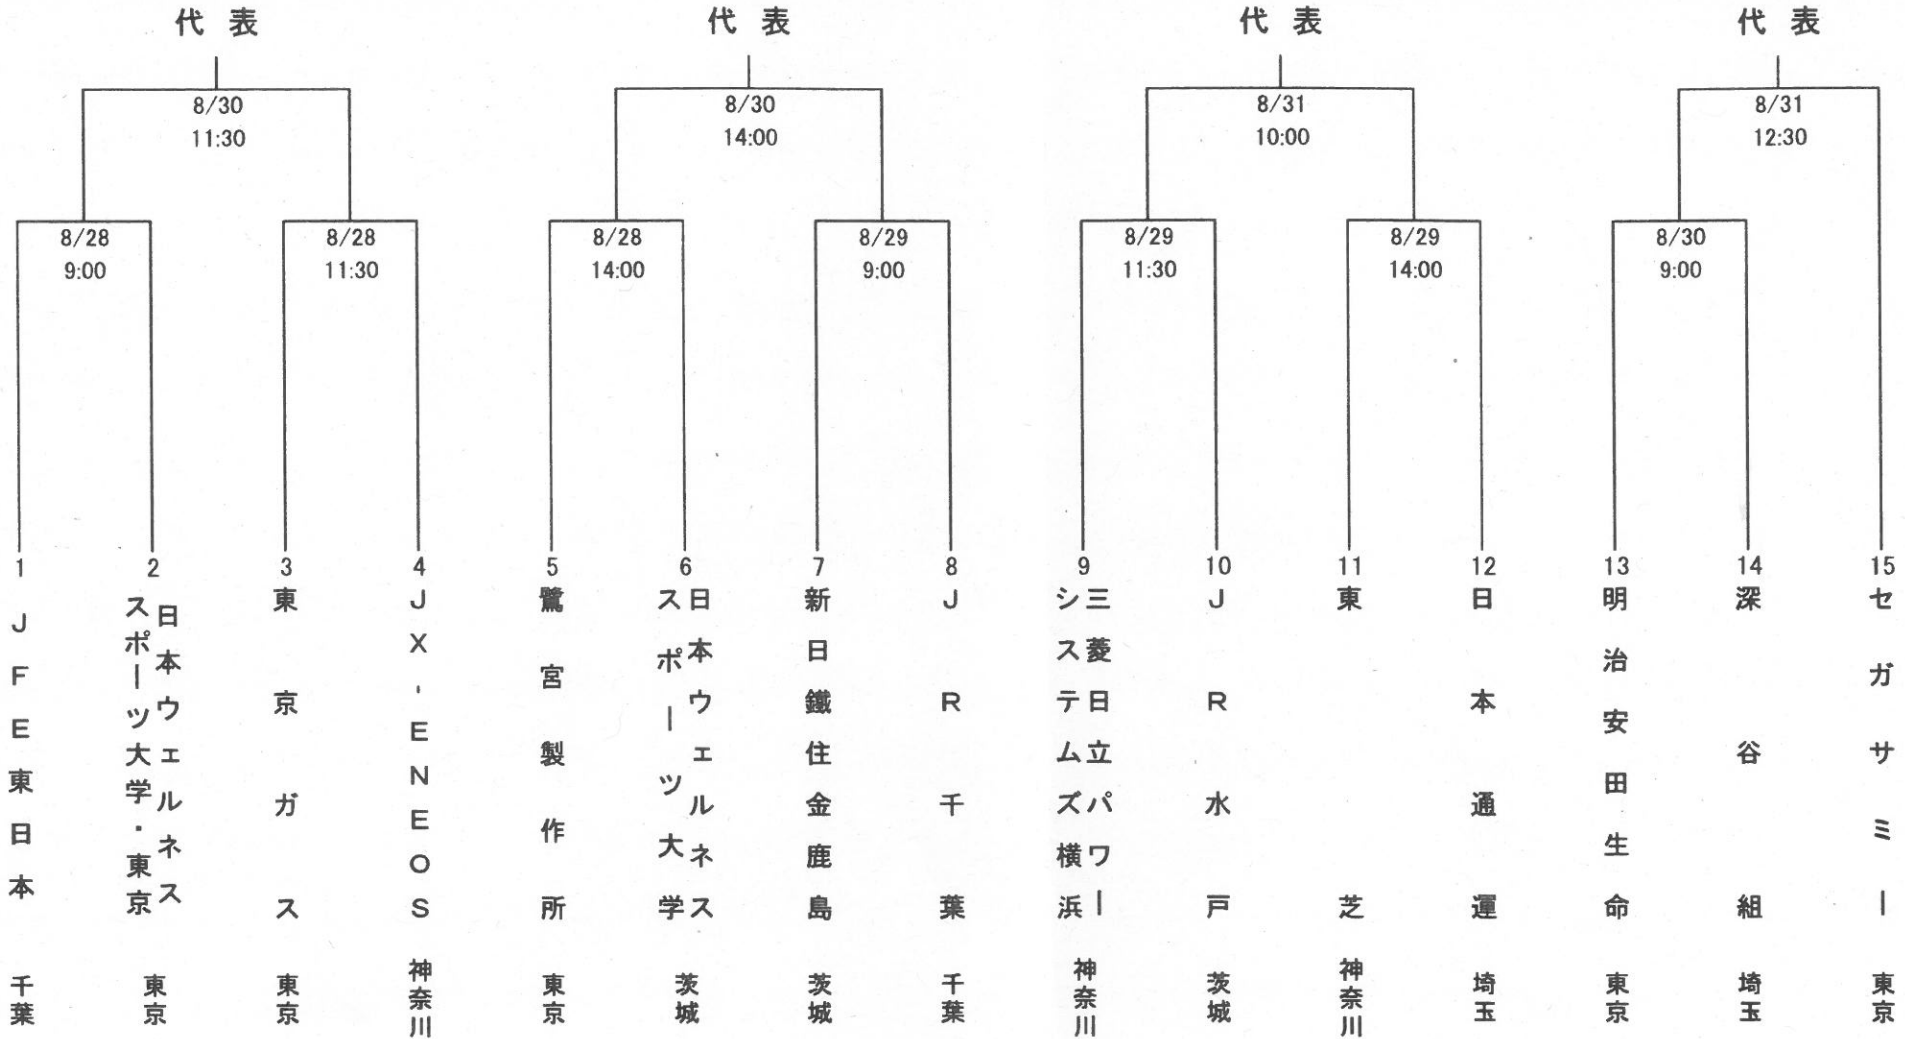 代表 代表 代表 代表
8/30 8/30 8/31 8/31
11:30 14:00 10:00 12:30
8/28 8/28 8/28 8/29 8/29 8/29 8/30
9:00 11:30 14:00 9:00 11:30 14:00 9:00
1 2 3 4 5 6 7 8 9 10 11 12 13 14 15
JFE東日本
日本ウェルネス
スポーツ大学・東京
東京ガス
JX-ENEOS
鷺宮製作所
日本ウェルネス
スポーツ大学
新日鐵住金鹿島
JR千葉
三菱日立パワー
システムズ横浜
JR水戸
東芝
日本通運
明治安田生命
深谷組
セガサミー
千葉
東京
東京
神奈川
東京
茨城
茨城
千葉
神奈川
茨城
神奈川
埼玉
東京
埼玉
東京